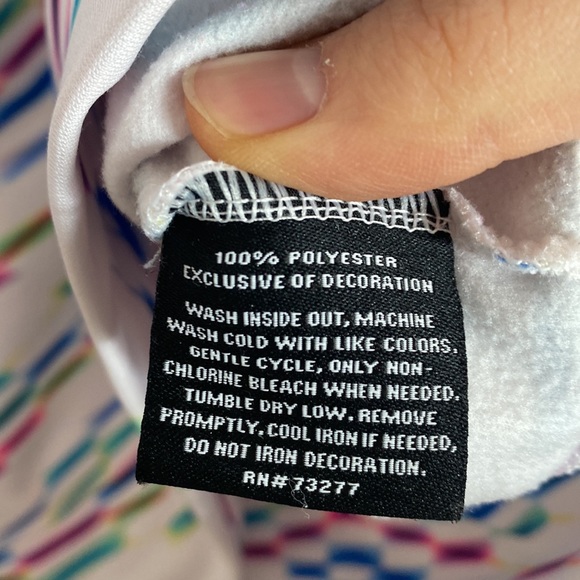 100% POLYESTER
EXCLUSIVE OF DECORATION
WASH INSIDE OUT, MACHINE
WASH COLD WITH LIKE COLORS.
GENTLE CYCLE, ONLY NON-
CHLORINE BLEACH WHEN NEEDED.
TUMBLE DRY LOW. REMOVE
PROMPTLY. COOL IRON IF NEEDED,
DO NOT IRON DECORATION.
RN# 73277